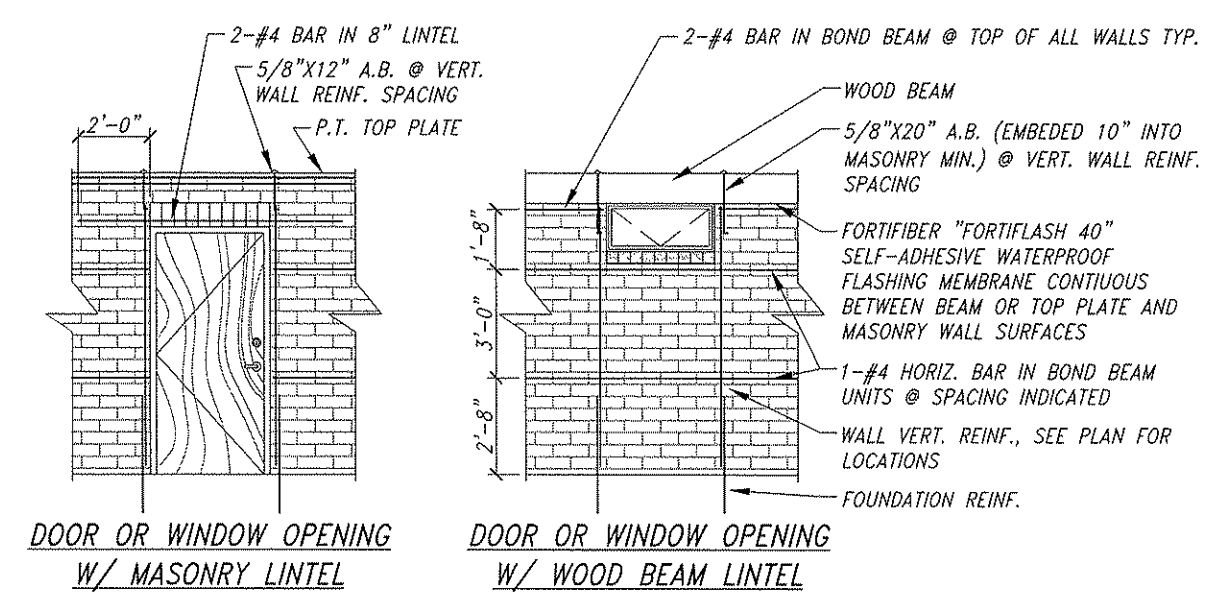 2-#4 BAR IN 8" LINTEL
5/8"X12" A.B. @ VERT.
WALL REINF. SPACING
P.T. TOP PLATE
2'-0"
DOOR OR WINDOW OPENING
W/ MASONRY LINTEL
2-#4 BAR IN BOND BEAM @ TOP OF ALL WALLS TYP.
WOOD BEAM
5/8"X20" A.B. (EMBEDED 10" INTO
MASONRY MIN.) @ VERT. WALL REINF.
SPACING
FORTIFIBER "FORTIFLASH 40"
SELF-ADHESIVE WATERPROOF
FLASHING MEMBRANE CONTIUOUS
BETWEEN BEAM OR TOP PLATE AND
MASONRY WALL SURFACES
1-#4 HORIZ. BAR IN BOND BEAM
UNITS @ SPACING INDICATED
WALL VERT. REINF., SEE PLAN FOR
LOCATIONS
FOUNDATION REINF.
1'-8"
3'-0"
2'-8"
DOOR OR WINDOW OPENING
W/ WOOD BEAM LINTEL